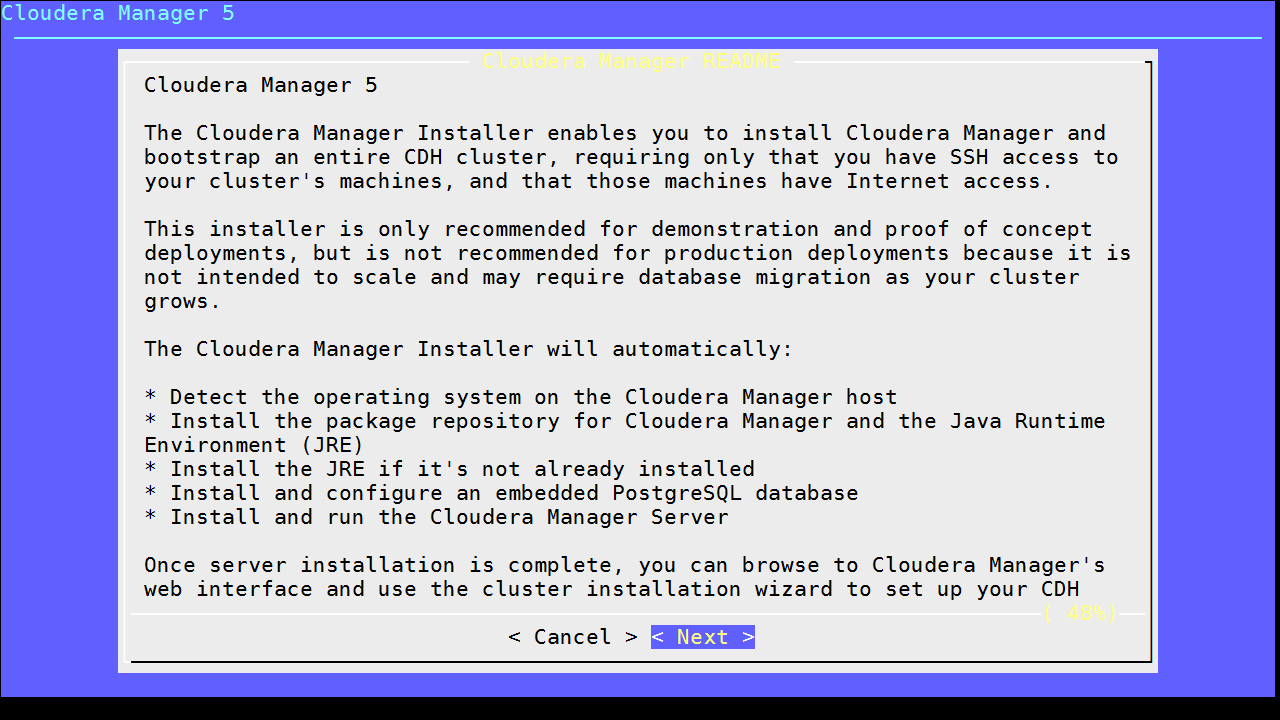 Cloudera Manager 5
Cloudera Manager README
Cloudera Manager 5
The Cloudera Manager Installer enables you to install Cloudera Manager and
bootstrap an entire CDH cluster, requiring only that you have SSH access to
your cluster's machines, and that those machines have Internet access.
This installer is only recommended for demonstration and proof of concept
deployments, but is not recommended for production deployments because it is
not intended to scale and may require database migration as your cluster
grows.
The Cloudera Manager Installer will automatically:
* Detect the operating system on the Cloudera Manager host
* Install the package repository for Cloudera Manager and the Java Runtime
Environment (JRE)
* Install the JRE if it's not already installed
* Install and configure an embedded PostgreSQL database
* Install and run the Cloudera Manager Server
Once server installation is complete, you can browse to Cloudera Manager's
web interface and use the cluster installation wizard to set up your CDH
( 48%)
< Cancel > < Next >